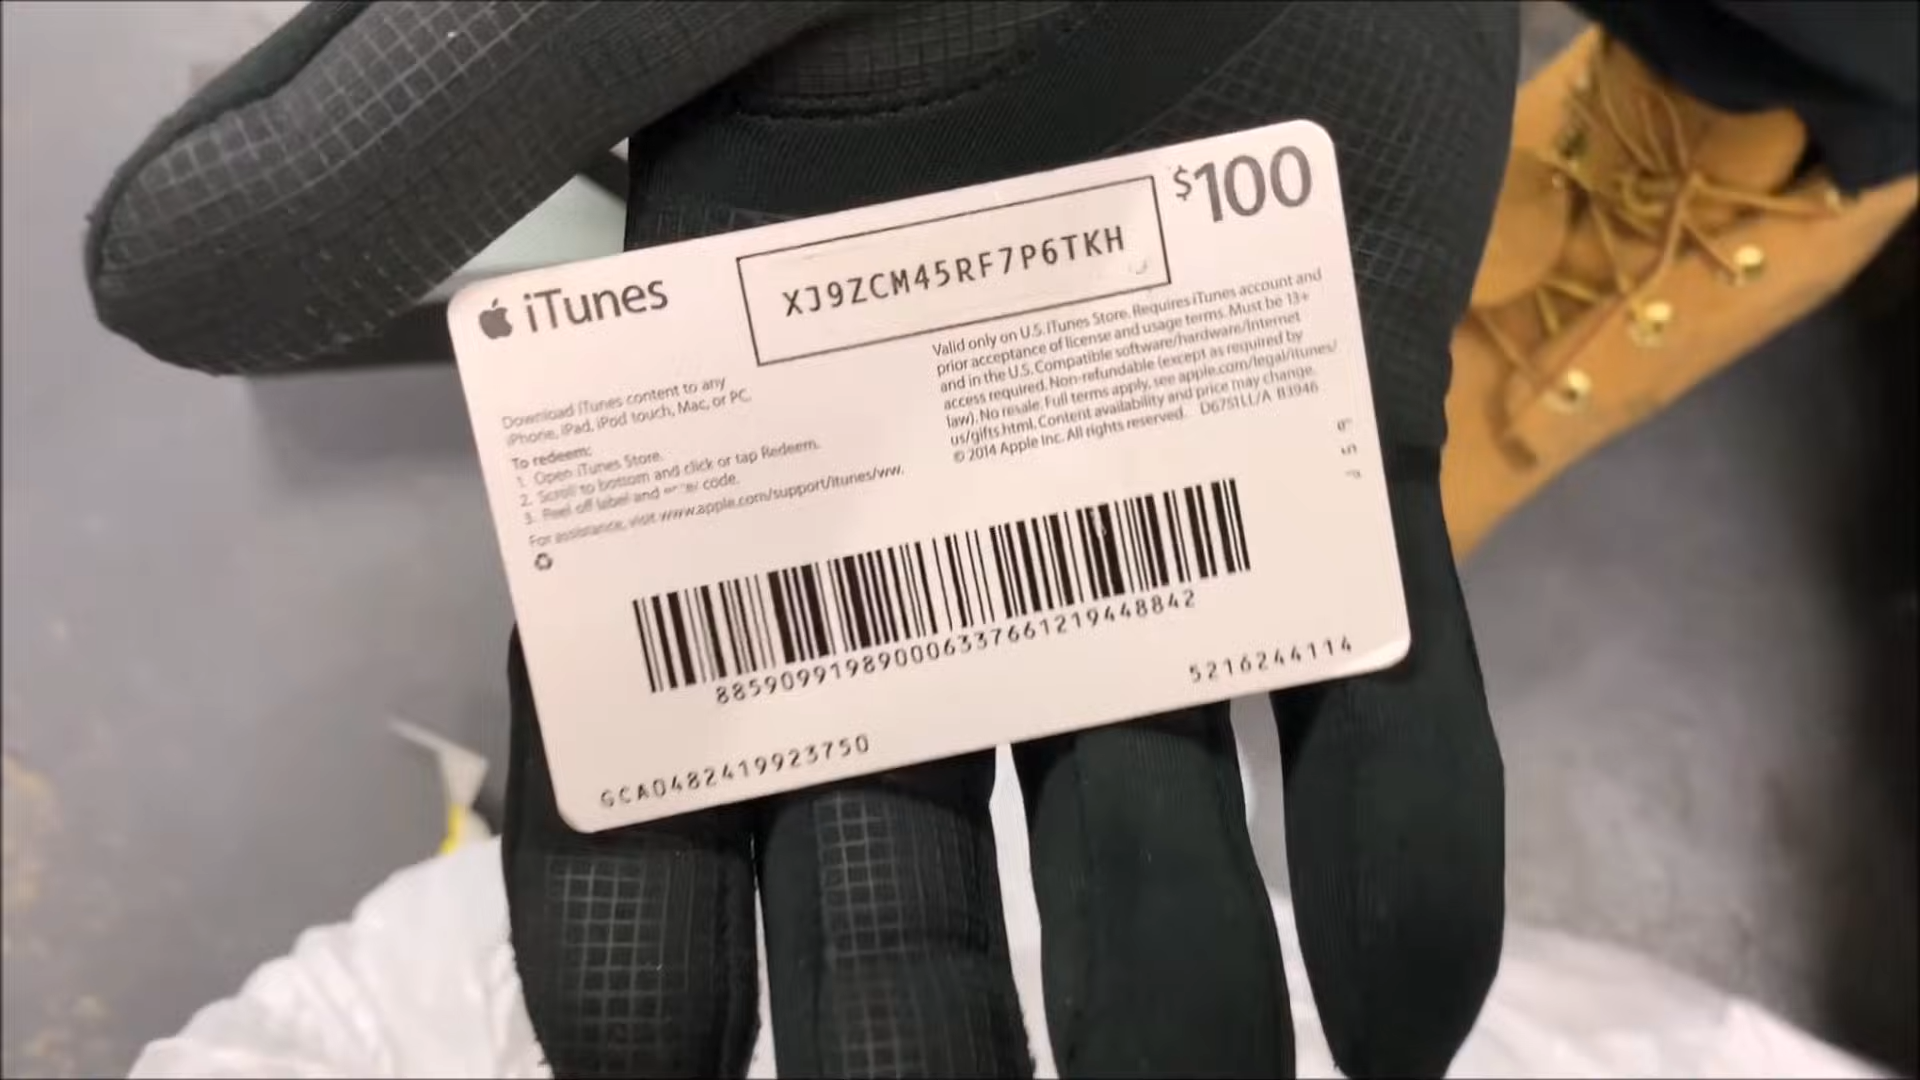 $100
XJ9ZCM45RF7P6TKH
iTunes
Download iTunes content to any
iPhone, iPad, iPod touch, Mac, or PC.
To redeem:
1. Open iTunes Store.
2. Scroll to bottom and click or tap Redeem.
3. Peel off label and enter code.
For assistance, visit www.apple.com/support/itunes/ww.
Valid only on U.S. iTunes Store. Requires iTunes account and
prior acceptance of license and usage terms. Must be 13+
and in the U.S. Compatible software/hardware/Internet
access required. Non-refundable (except as required by
law). No resale. Full terms apply, see apple.com/legal/itunes/
us/gifts.html. Content availability and price may change.
© 2014 Apple Inc. All rights reserved. D6751LL/A B3946
88590991989000633766121944 8842
5216244114
GCA0482419923750